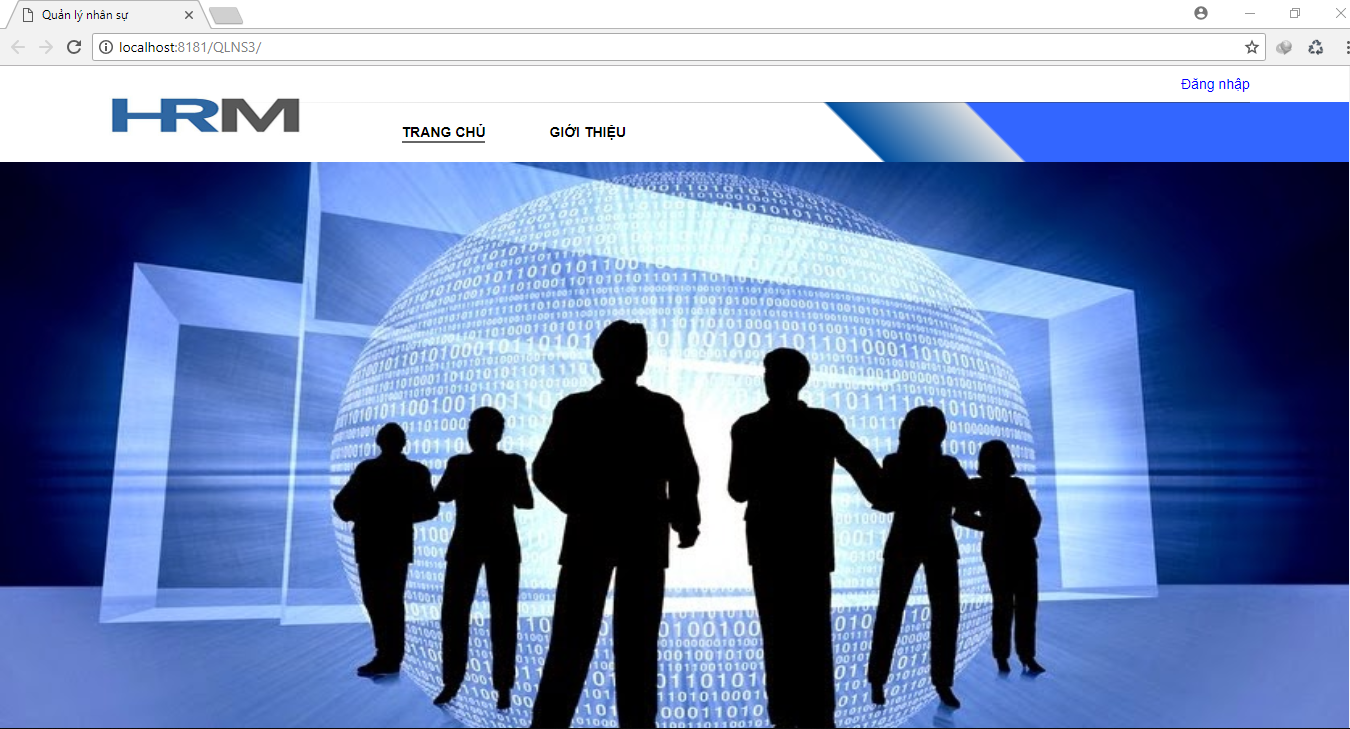 Quản lý nhân sự
localhost:8181/QLNS3/
Đăng nhập
HRM
TRANG CHỦ
GIỚI THIỆU